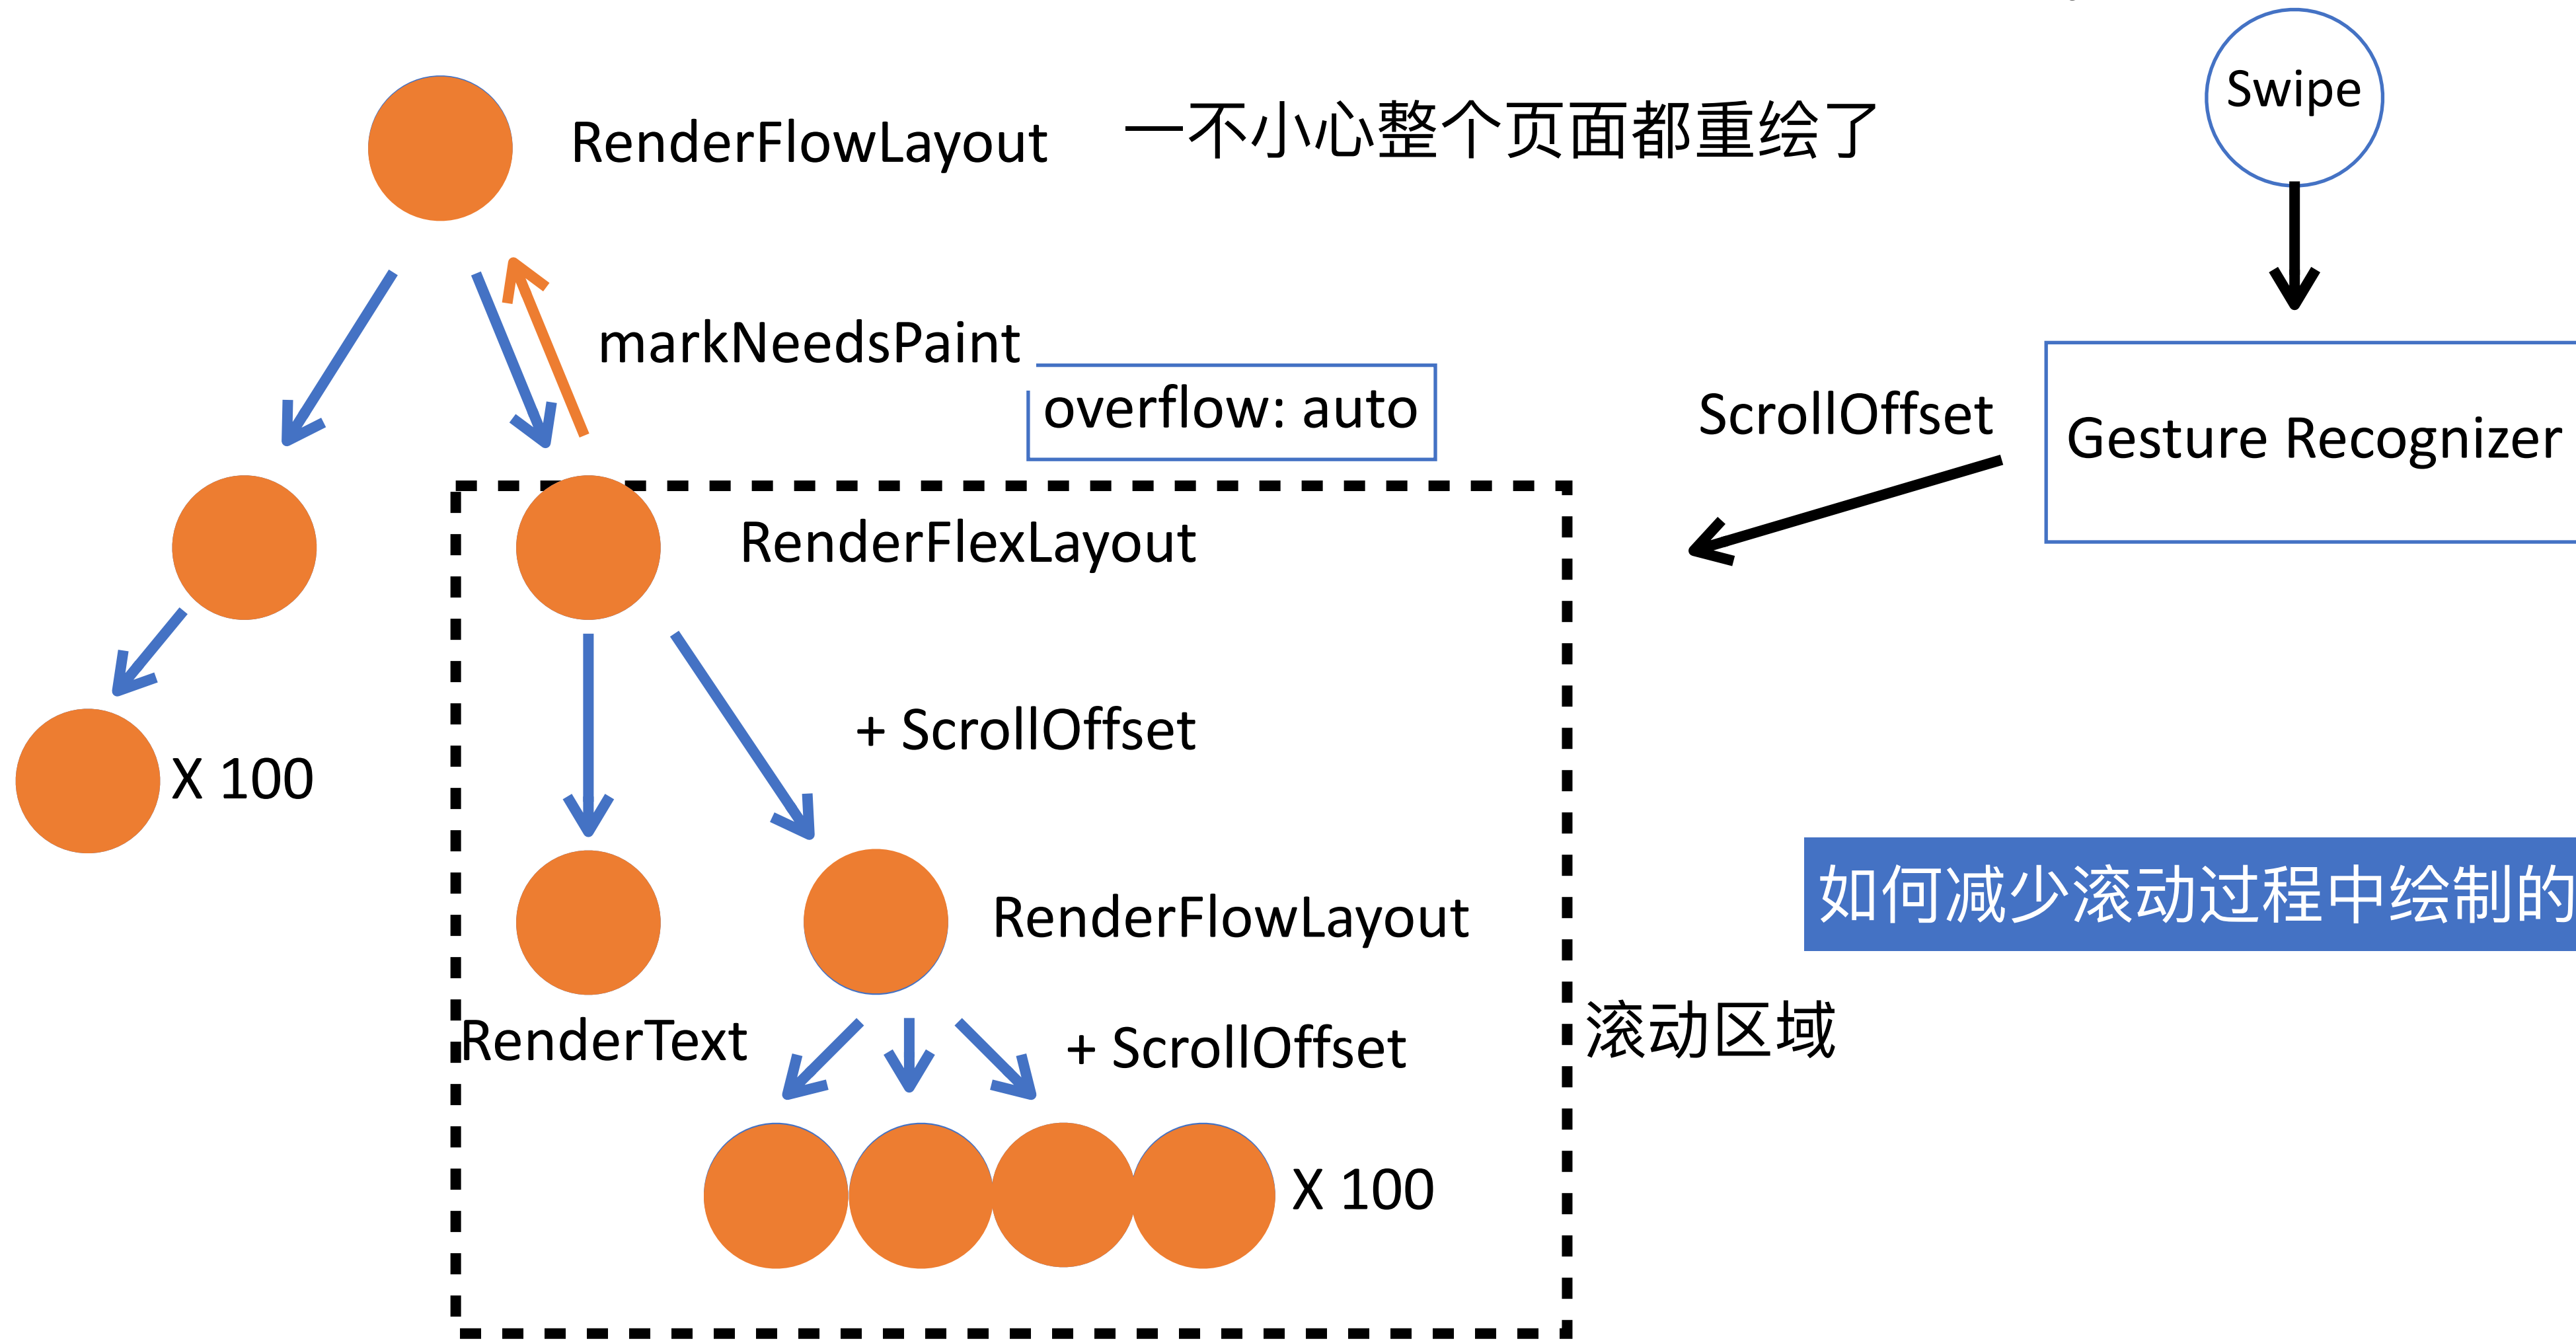 Swipe
RenderFlowLayout
一不小心整个页面都重绘了
markNeedsPaint
overflow: auto
ScrollOffset
Gesture Recognizer
RenderFlexLayout
+ ScrollOffset
X 100
如何减少滚动过程中绘制的
RenderFlowLayout
滚动区域
RenderText
+ ScrollOffset
X 100